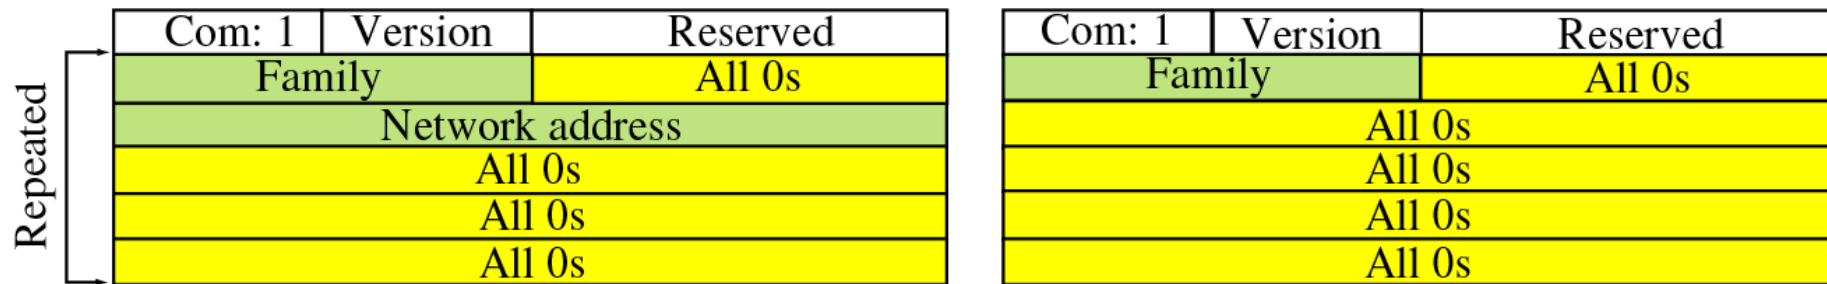 Com: 1 Version Reserved
Family All 0s
Network address
All 0s
All 0s
All 0s
Repeated
Com: 1 Version Reserved
Family All 0s
All 0s
All 0s
All 0s
All 0s